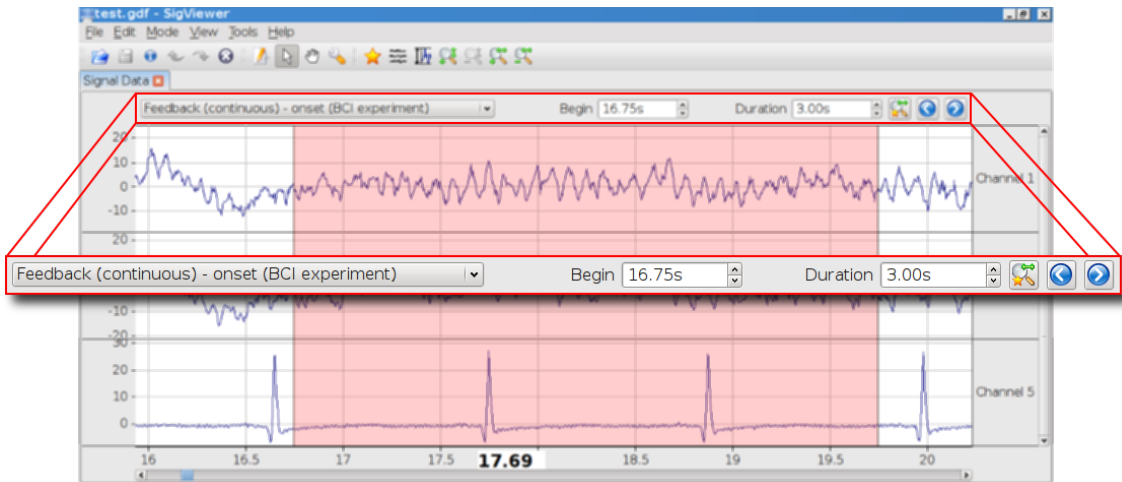 test.gdf - SigViewer
File Edit Mode View Tools Help
Signal Data
Feedback (continuous) - onset (BCI experiment) Begin 16.75s Duration 3.00s
20
10
0
-10
Channel 1
20
Feedback (continuous) - onset (BCI experiment) Begin 16.75s Duration 3.00s
-10
-20
30
20
10
0
Channel 5
16 16.5 17 17.5 17.69 18.5 19 19.5 20